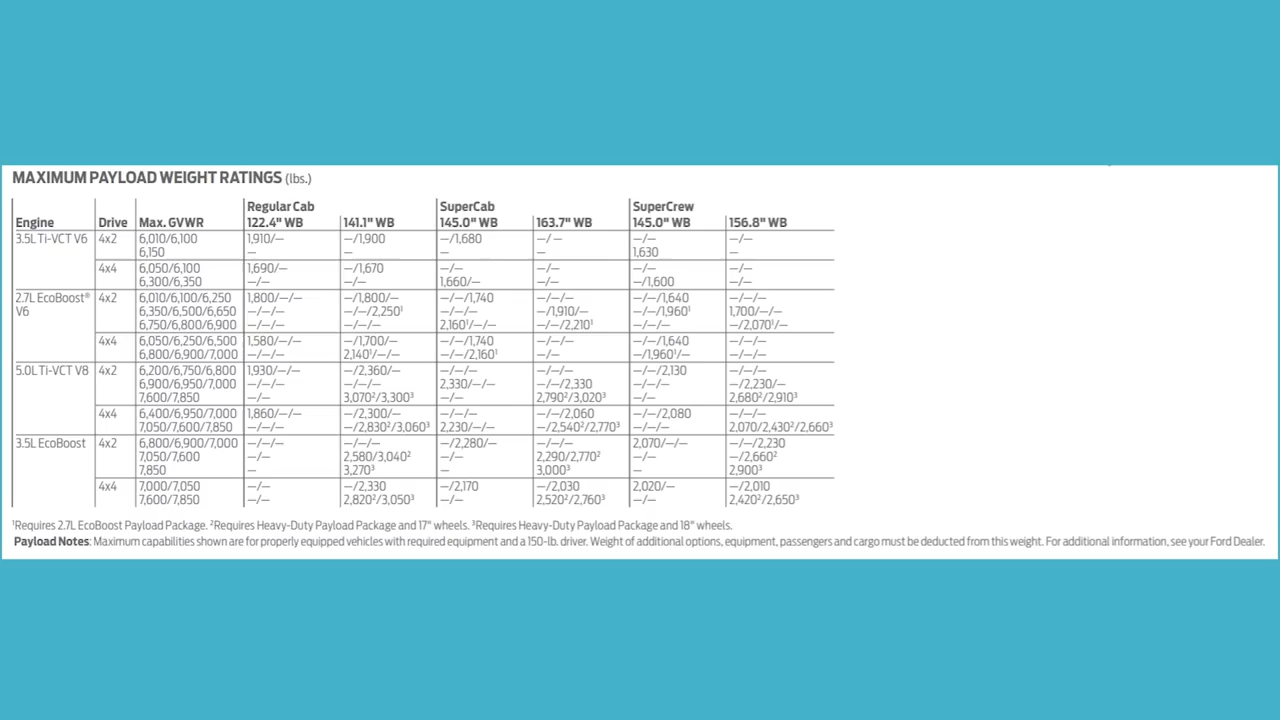 MAXIMUM PAYLOAD WEIGHT RATINGS (lbs.)
Regular Cab SuperCab SuperCrew
Engine Drive Max. GVWR 122.4" WB 141.1" WB 145.0" WB 163.7" WB 145.0" WB 156.8" WB
3.5L Ti-VCT V6 4x2 6,010/6,100 1,910/— —/1,900 —/1,680 —/— —/— —/—
6,150 — — — — 1,630 —
4x4 6,050/6,100 1,690/— —/1,670 —/— —/— —/— —/—
6,300/6,350 —/— —/— 1,660/— —/— —/1,600 —/—
2.7L EcoBoost® 4x2 6,010/6,100/6,250 1,800/—/— —/1,800/— —/—/1,740 —/—/— —/—/1,640 —/—/—
V6 6,350/6,500/6,650 —/—/— —/—/2,250¹ —/—/— —/1,910/— —/—/1,960¹ 1,700/—/—
6,750/6,800/6,900 —/—/— —/—/— 2,160¹/—/— —/—/2,210¹ —/—/— —/2,070¹/—
4x4 6,050/6,250/6,500 1,580/—/— —/1,700/— —/—/1,740 —/—/— —/—/1,640 —/—/—
6,800/6,900/7,000 —/—/— 2,140¹/—/— —/—/2,160¹ —/— —/1,960¹/— —/—/—
5.0L Ti-VCT V8 4x2 6,200/6,750/6,800 1,930/—/— —/2,360/— —/—/— —/—/— —/—/2,130 —/—/—
6,900/6,950/7,000 —/—/— —/—/— 2,330/—/— —/—/2,330 —/—/— —/2,230/—
7,600/7,850 —/— 3,070²/3,300³ —/— 2,790²/3,020³ —/— 2,680²/2,910³
4x4 6,400/6,950/7,000 1,860/—/— —/2,300/— —/—/— —/—/2,060 —/—/2,080 —/—/—
7,050/7,600/7,850 —/—/— —/2,830²/3,060³ 2,230/—/— —/2,540²/2,770³ —/—/— 2,070/2,430²/2,660³
3.5L EcoBoost 4x2 6,800/6,900/7,000 —/—/— —/—/— —/2,280/— —/—/— 2,070/—/— —/—/2,230
7,050/7,600 —/— 2,580/3,040² —/— 2,290/2,770² —/— —/2,660²
7,850 — 3,270³ — 3,000³ — 2,900³
4x4 7,000/7,050 —/— —/2,330 —/2,170 —/2,030 2,020/— —/2,010
7,600/7,850 —/— 2,820²/3,050³ —/— 2,520²/2,760³ —/— 2,420²/2,650³
¹Requires 2.7L EcoBoost Payload Package. ²Requires Heavy-Duty Payload Package and 17" wheels. ³Requires Heavy-Duty Payload Package and 18" wheels.
Payload Notes: Maximum capabilities shown are for properly equipped vehicles with required equipment and a 150-lb. driver. Weight of additional options, equipment, passengers and cargo must be deducted from this weight. For additional information, see your Ford Dealer.